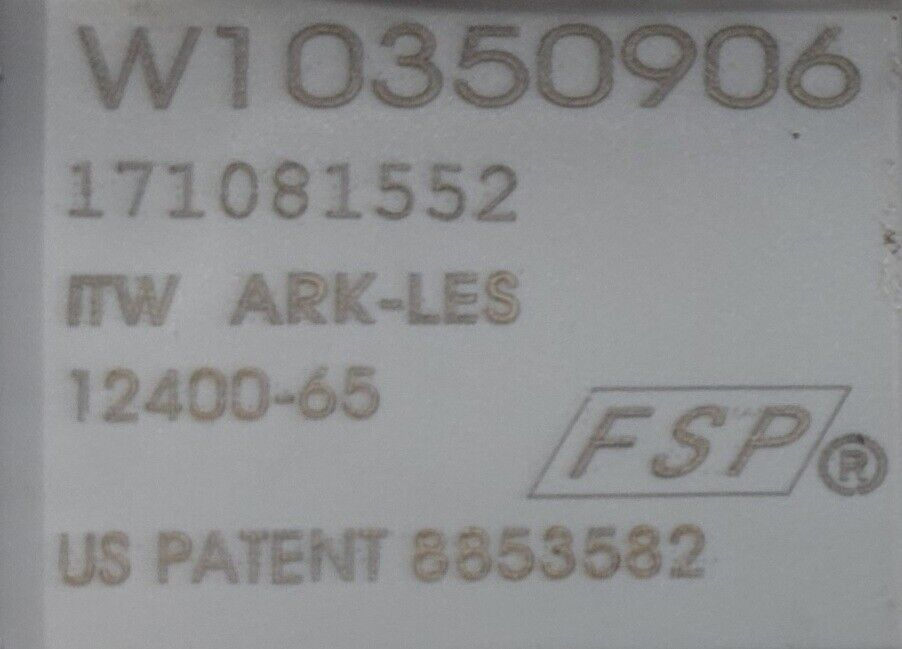 W10350906
171081552
ITW ARK-LES
12400-65
FSP®
US PATENT 8853582